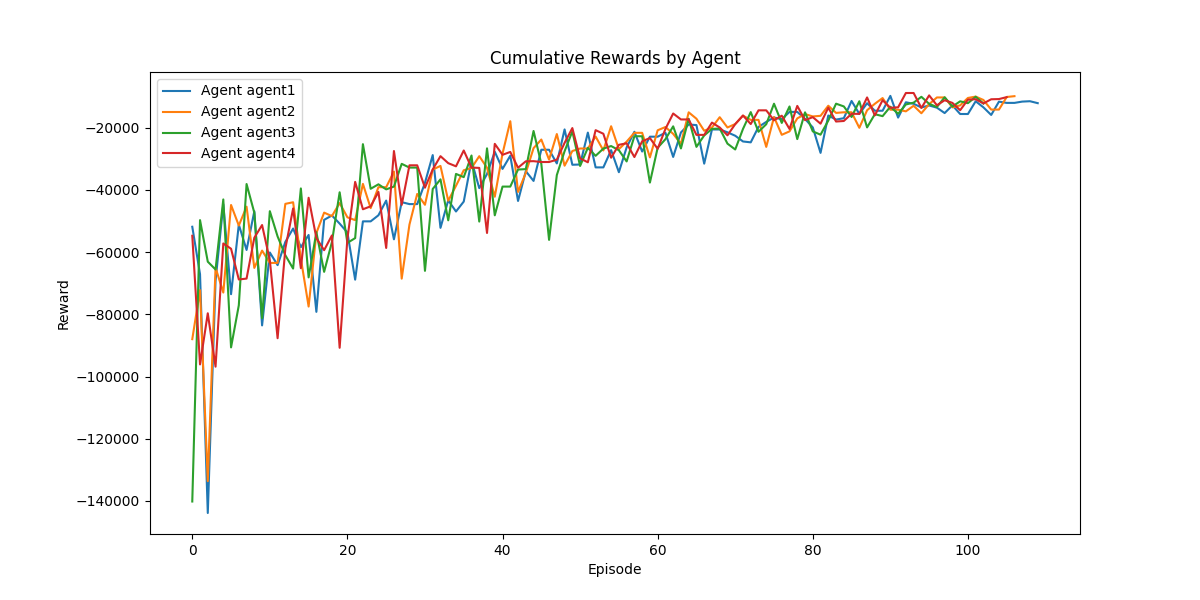 Cumulative Rewards by Agent
Agent agent1
Agent agent2
Agent agent3
Agent agent4
−20000
−40000
−60000
−80000
−100000
−120000
−140000
Reward
0 20 40 60 80 100
Episode